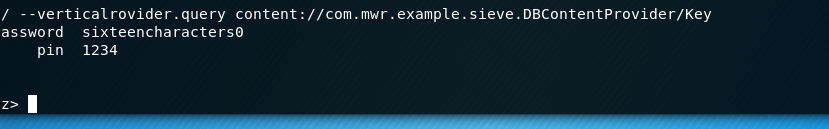 / --verticalrovider.query content://com.mwr.example.sieve.DBContentProvider/Key
assword  sixteencharacters0
pin  1234
z>